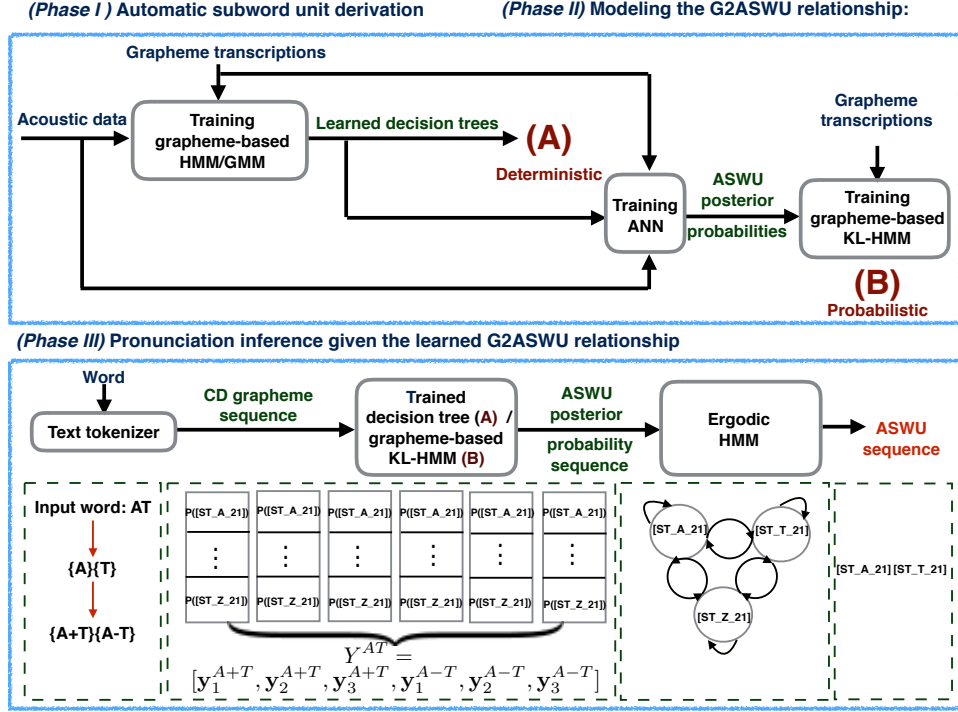 (Phase I ) Automatic subword unit derivation
(Phase II) Modeling the G2ASWU relationship:
Grapheme transcriptions
Acoustic data
Training
grapheme-based
HMM/GMM
Learned decision trees
(A)
Deterministic
Training
ANN
ASWU
posterior
probabilities
Grapheme
transcriptions
Training
grapheme-based
KL-HMM
(B)
Probabilistic
(Phase III) Pronunciation inference given the learned G2ASWU relationship
Word
Text tokenizer
CD grapheme
sequence
Trained
decision tree (A) /
grapheme-based
KL-HMM (B)
ASWU
posterior
probability
sequence
Ergodic
HMM
ASWU
sequence
Input word: AT
{A}{T}
{A+T}{A-T}
P([ST_A_21]) P([ST_A_21]) P([ST_A_21]) P([ST_A_21]) P([ST_A_21]) P([ST_A_21])
⋮ ⋮ ⋮ ⋮ ⋮ ⋮
P([ST_Z_21]) P([ST_Z_21]) P([ST_Z_21]) P([ST_Z_21]) P([ST_Z_21]) P([ST_Z_21])
Y^{AT} =
[y_1^{A+T}, y_2^{A+T}, y_3^{A+T}, y_1^{A-T}, y_2^{A-T}, y_3^{A-T}]
[ST_A_21]
[ST_T_21]
[ST_Z_21]
[ST_A_21] [ST_T_21]